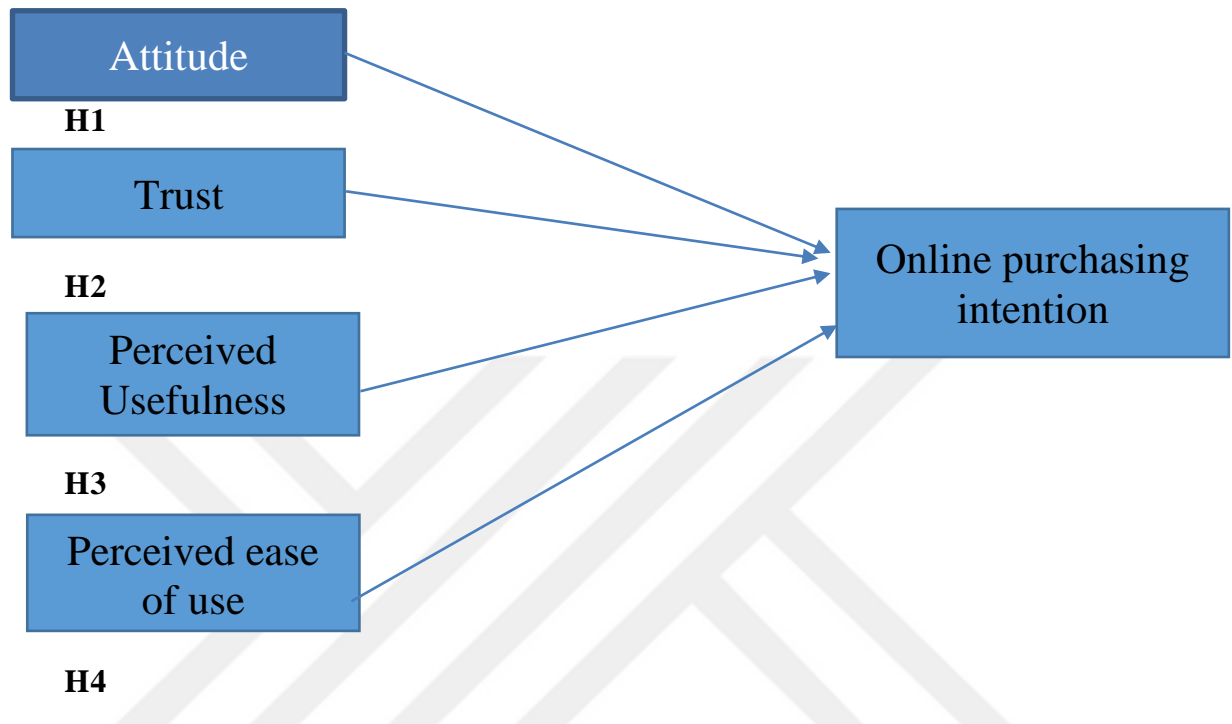 Attitude
H1
Trust
H2
Perceived
Usefulness
H3
Perceived ease
of use
H4
Online purchasing
intention